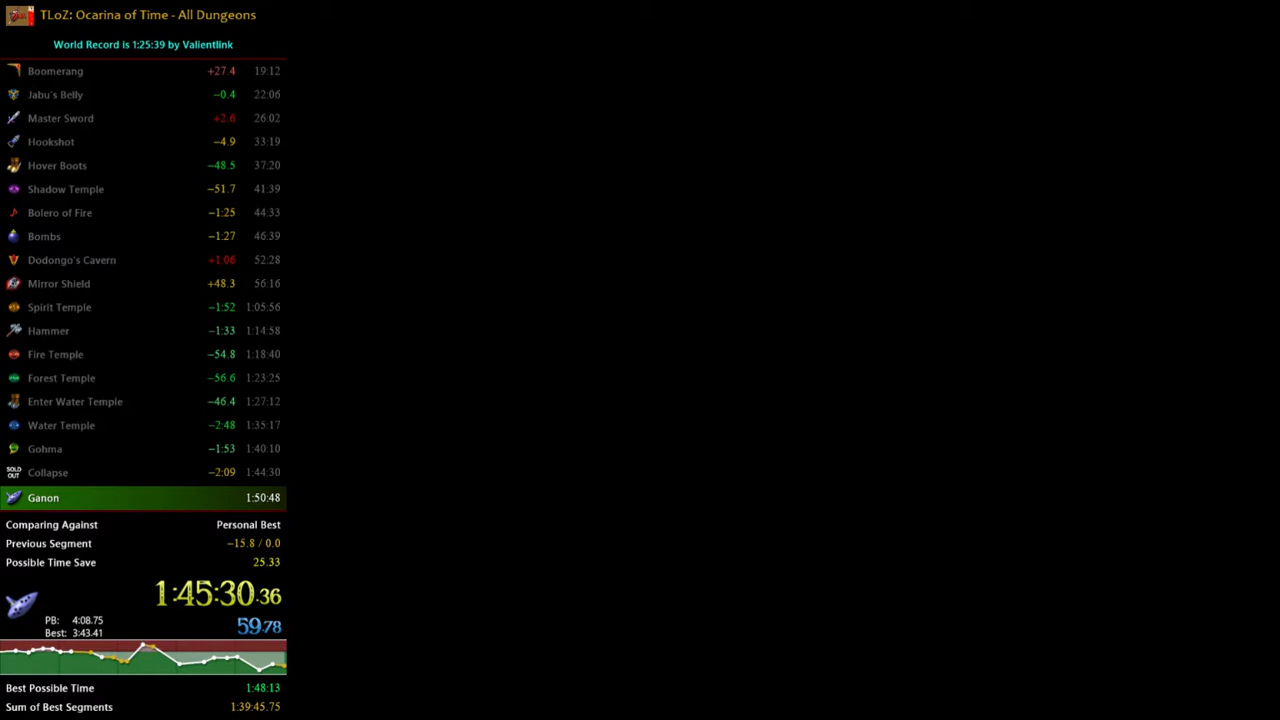 TLoZ: Ocarina of Time - All Dungeons
World Record is 1:25:39 by Valientlink
Boomerang +27.4 19:12
Jabu's Belly −0.4 22:06
Master Sword +2.6 26:02
Hookshot −4.9 33:19
Hover Boots −48.5 37:20
Shadow Temple −51.7 41:39
Bolero of Fire −1:25 44:33
Bombs −1:27 46:39
Dodongo's Cavern +1:06 52:28
Mirror Shield +48.3 56:16
Spirit Temple −1:52 1:05:56
Hammer −1:33 1:14:58
Fire Temple −54.8 1:18:40
Forest Temple −56.6 1:23:25
Enter Water Temple −46.4 1:27:12
Water Temple −2:48 1:35:17
Gohma −1:53 1:40:10
SOLD OUT Collapse −2:09 1:44:30
Ganon 1:50:48
Comparing Against Personal Best
Previous Segment −15.8 / 0.0
Possible Time Save 25.33
1:45:30.36
PB: 4:08.75 59.78
Best: 3:43.41
Best Possible Time 1:48:13
Sum of Best Segments 1:39:45.75